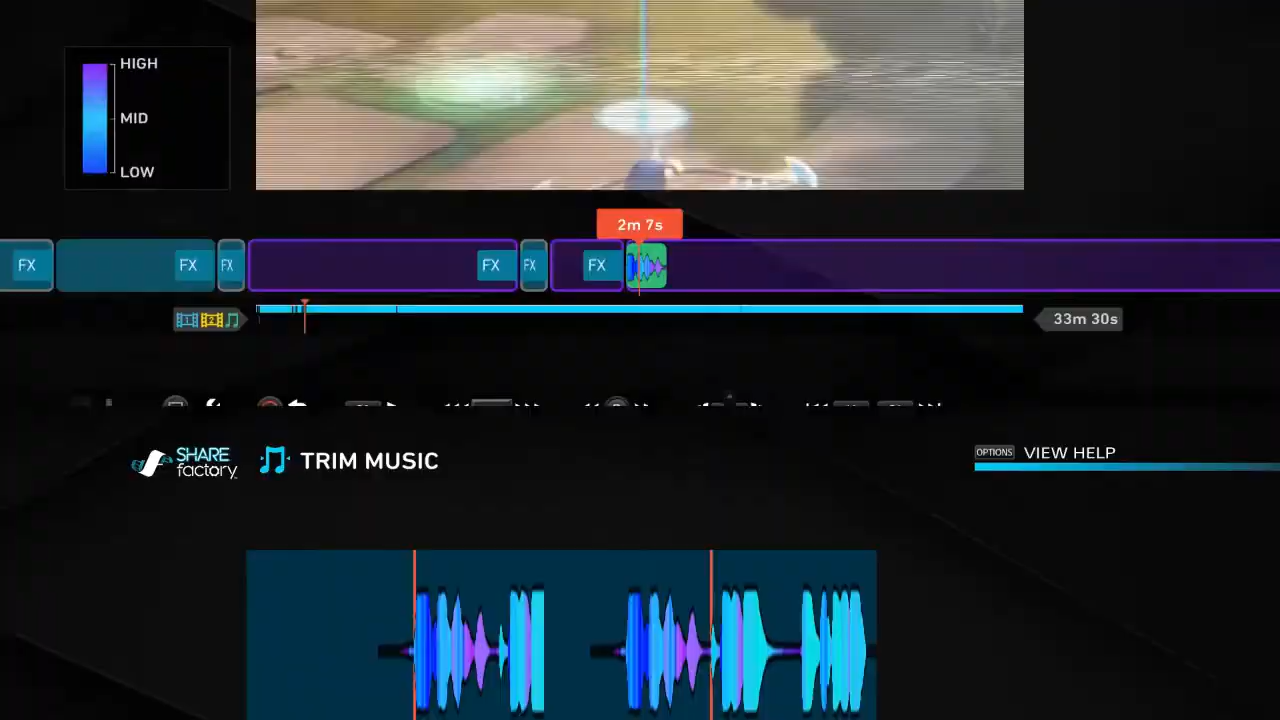 HIGH
MID
LOW
2m 7s
FX
FX
FX
FX
FX
FX
33m 30s
SHARE
factory
TRIM MUSIC
OPTIONS
VIEW HELP